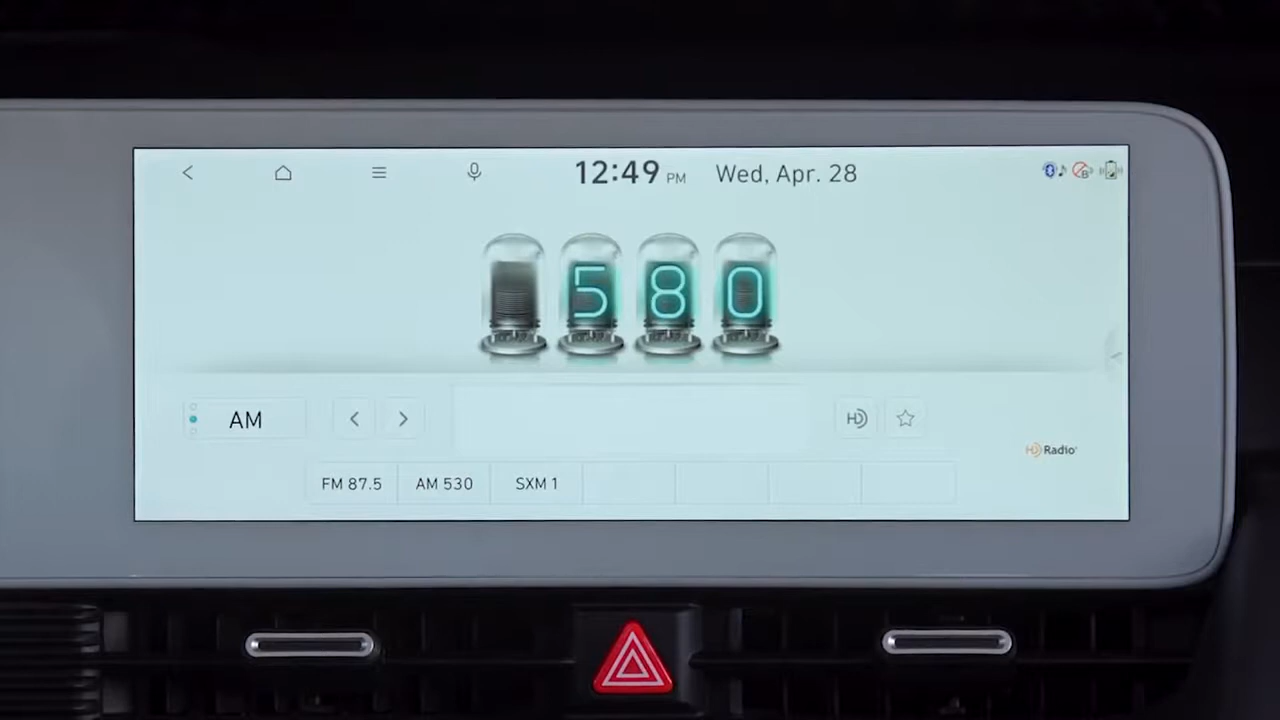 12:49 PM Wed, Apr. 28
580
AM
HD
HD Radio
FM 87.5 AM 530 SXM 1